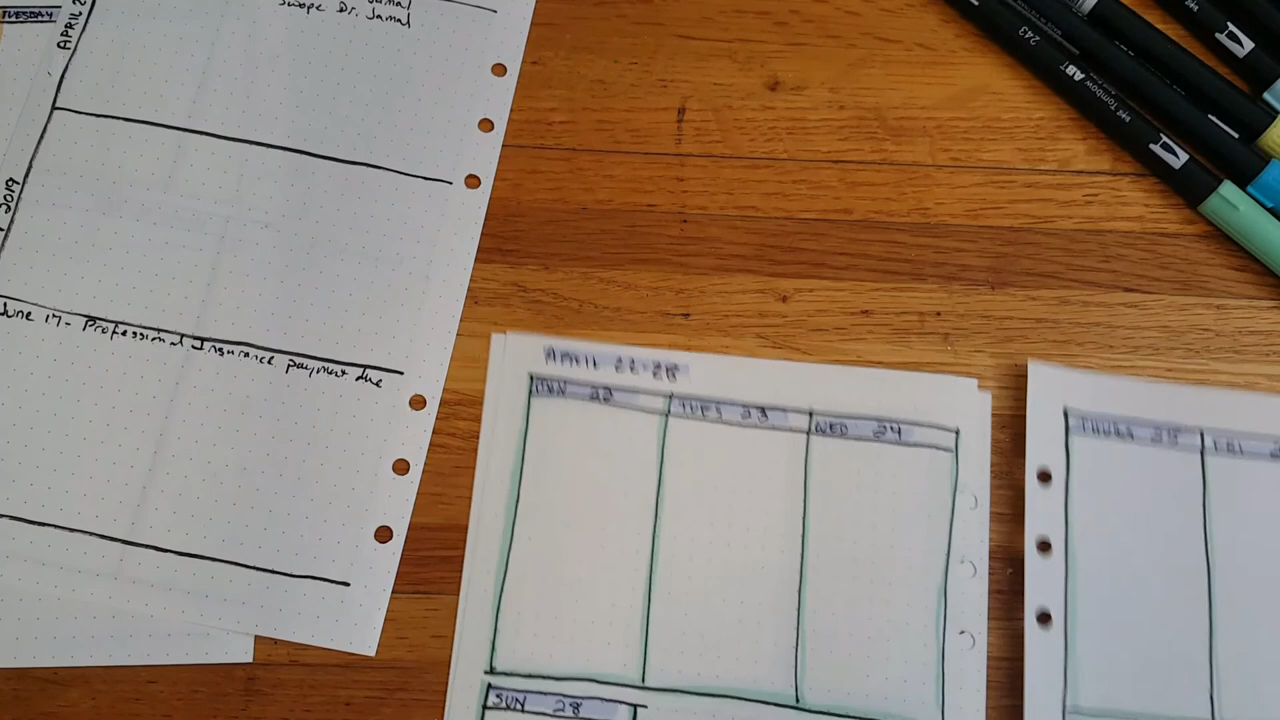 TUESDAY
APRIL 2
Swope Dr. Jamal
2019
June 17- Professional Insurance payment due
APRIL 22-28
MON 22
TUES 23
WED 24
SUN 28
THURS 25
FRI
243
ABT Tombow